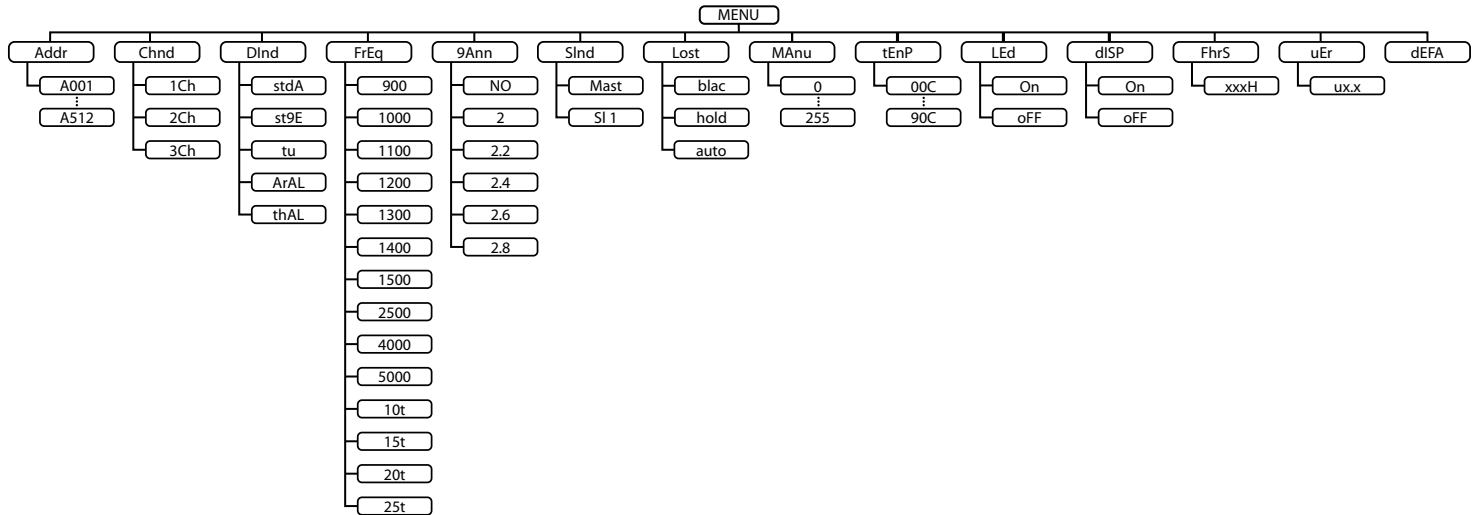 MENU
Addr Chnd DInd FrEq 9Ann SInd Lost MAnu tEnP LEd dISP FhrS uEr dEFA
A001 1Ch stdA 900 NO Mast blac 0 00C On On xxxH ux.x
A512 2Ch st9E 1000 2 Sl 1 hold 255 90C oFF oFF
3Ch tu 1100 2.2 auto
ArAL 1200 2.4
thAL 1300 2.6
1400 2.8
1500
2500
4000
5000
10t
15t
20t
25t